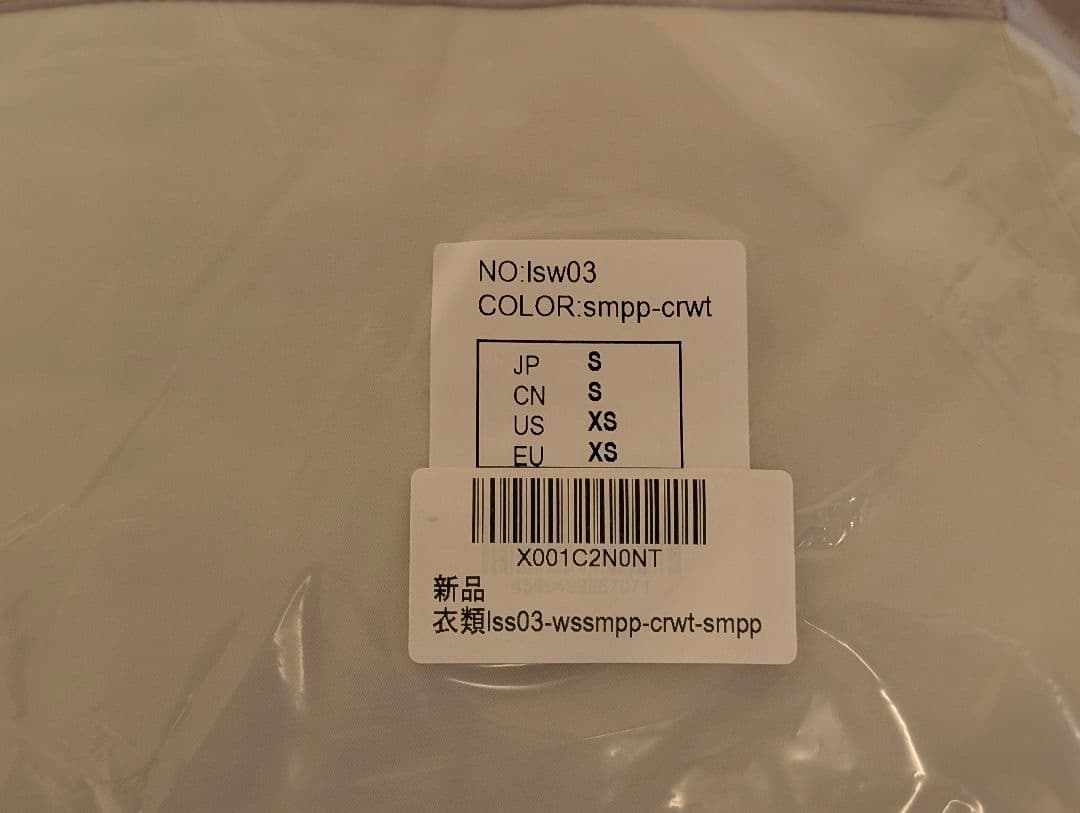 NO:lsw03
COLOR:smpp-crwt
JP S
CN S
US XS
EU XS
X001C2N0NT
新品
衣類lss03-wssmpp-crwt-smpp